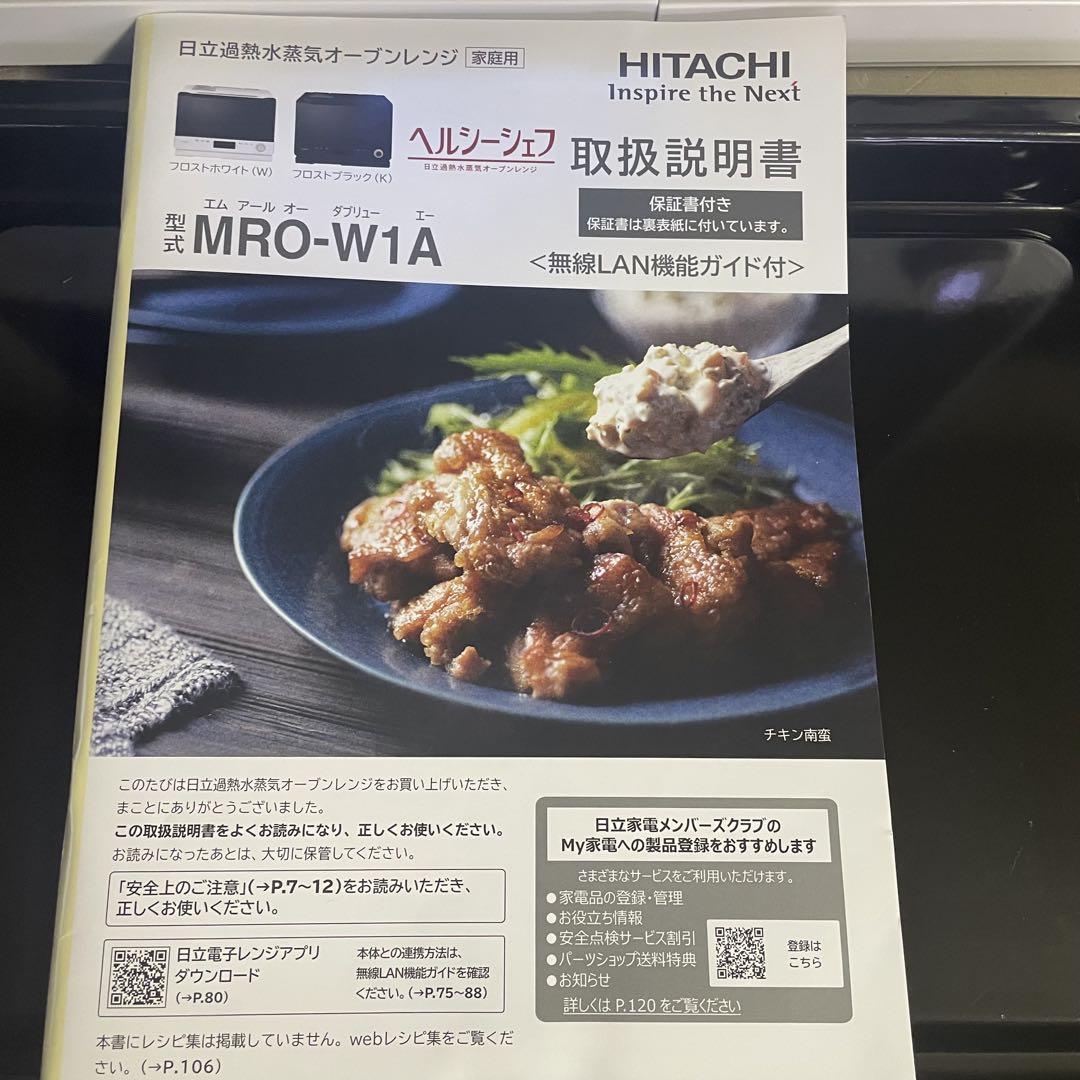 日立過熱水蒸気オーブンレンジ 家庭用
HITACHI
Inspire the Next
フロストホワイト(W)
フロストブラック(K)
ヘルシーシェフ
日立過熱水蒸気オーブンレンジ
取扱説明書
保証書付き
保証書は裏表紙に付いています。
エム アール オー ダブリュー エー
型式 MRO-W1A
<無線LAN機能ガイド付>
チキン南蛮
このたびは日立過熱水蒸気オーブンレンジをお買い上げいただき、
まことにありがとうございました。
この取扱説明書をよくお読みになり、正しくお使いください。
お読みになったあとは、大切に保管してください。
「安全上のご注意」(→P.7~12)をお読みいただき、
正しくお使いください。
日立電子レンジアプリ
ダウンロード
(→P.80)
本体との連携方法は、
無線LAN機能ガイドを確認
ください。(→P.75~88)
本書にレシピ集は掲載していません。webレシピ集をご覧くだ
さい。(→P.106)
日立家電メンバーズクラブの
My家電への製品登録をおすすめします
さまざまなサービスをご利用いただけます。
●家電品の登録・管理
●お役立ち情報
●安全点検サービス割引
●パーツショップ送料特典
●お知らせ
登録は
こちら
詳しくは P.120 をご覧ください